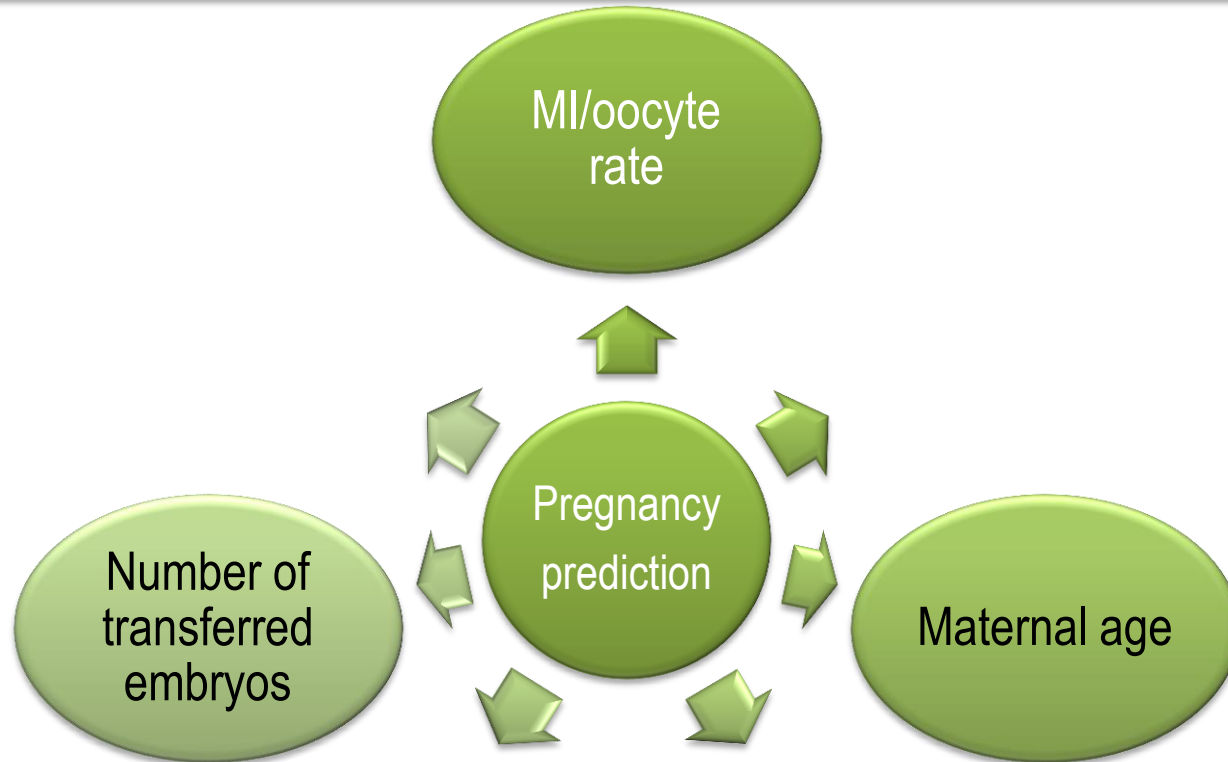 MI/oocyte
rate
Pregnancy
prediction
Number of
transferred
embryos
Maternal age